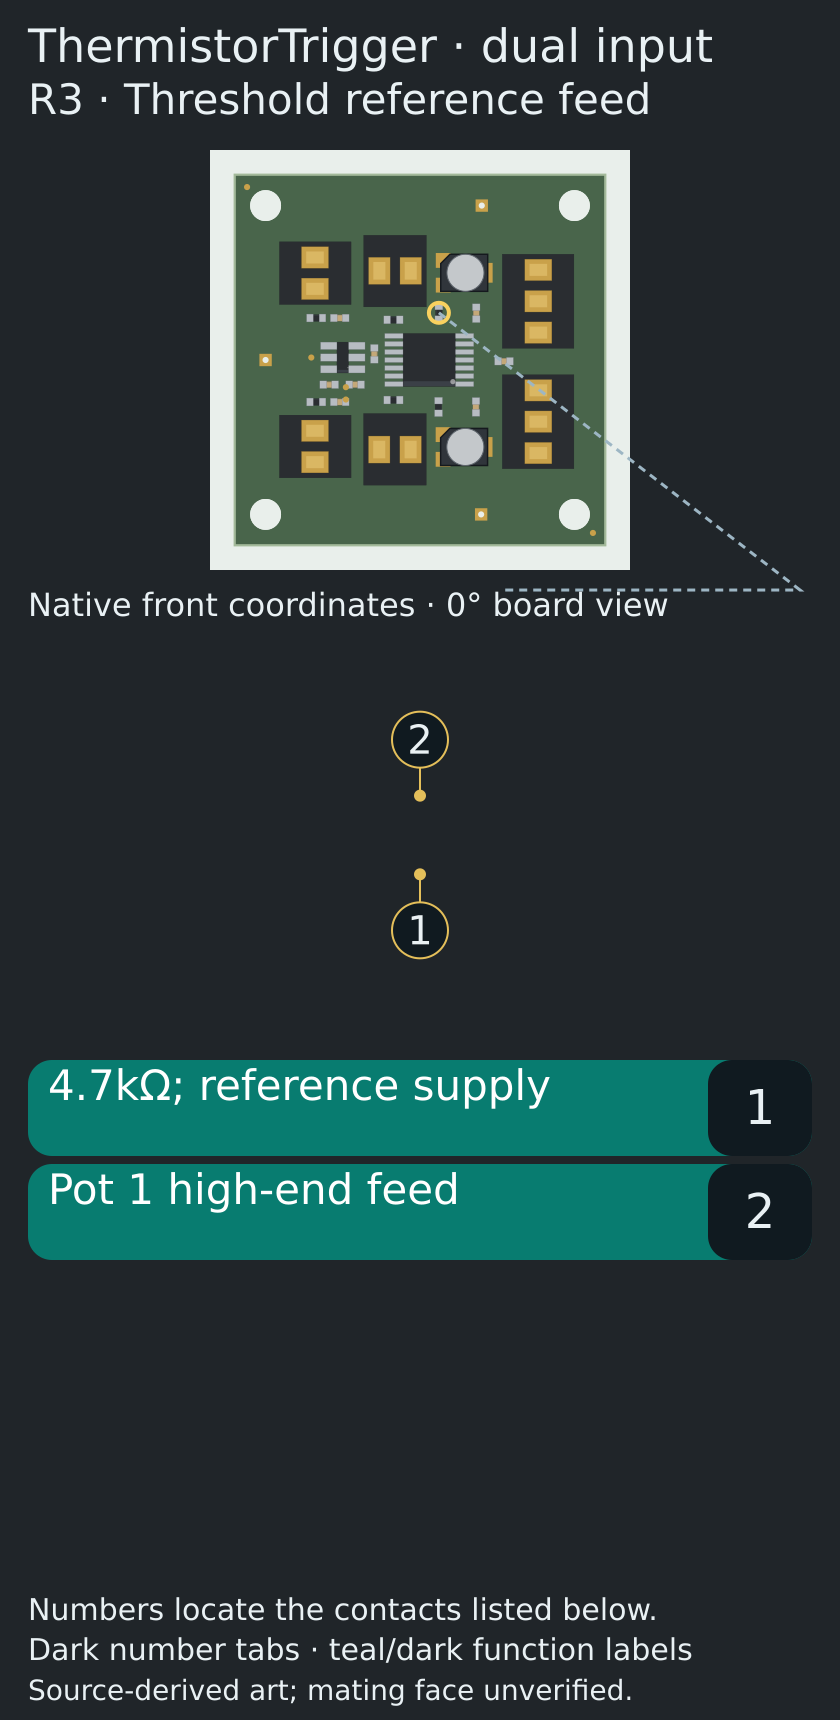 ThermistorTrigger · dual input
R3 · Threshold reference feed
Native front coordinates · 0° board view
2
1
4.7kΩ; reference supply 1
Pot 1 high-end feed 2
Numbers locate the contacts listed below.
Dark number tabs · teal/dark function labels
Source-derived art; mating face unverified.